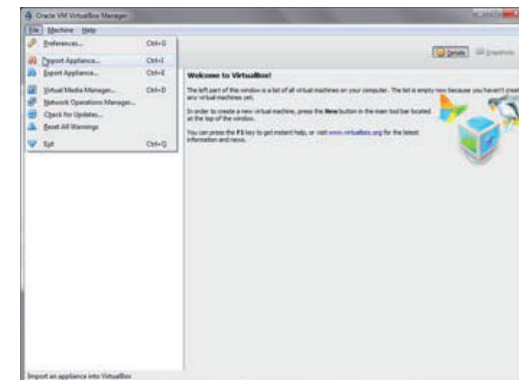 Oracle VM VirtualBox Manager
File Machine Help
Preferences... Ctrl+G
Import Appliance... Ctrl+I
Export Appliance... Ctrl+E
Virtual Media Manager... Ctrl+D
Network Operations Manager...
Check for Updates...
Reset All Warnings
Exit Ctrl+Q
Details Snapshots
Welcome to VirtualBox!
The left part of this window is a list of all virtual machines on your computer. The list is empty now because you haven't created
any virtual machines yet.
In order to create a new virtual machine, press the New button in the main tool bar located
at the top of the window.
You can press the F1 key to get instant help, or visit www.virtualbox.org for the latest
information and news.
Import an appliance into VirtualBox